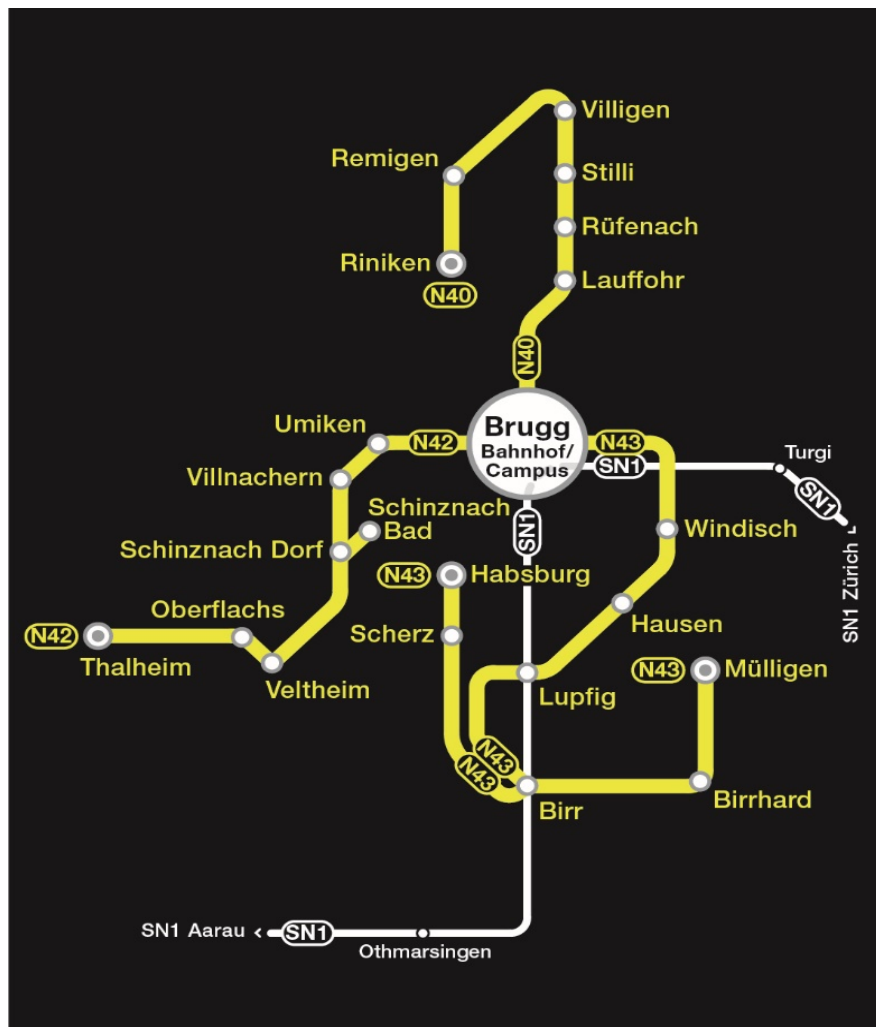 Villigen
Remigen
Stilli
Rüfenach
Riniken
Lauffohr
N40
N40
Umiken
N42
Brugg
Bahnhof/
Campus
N43
SN1
Turgi
Villnachern
SN1
Schinznach
Bad
SN1
Windisch
Schinznach Dorf
N43
Habsburg
SN1 Zürich
Oberflachs
Scherz
Hausen
N42
Thalheim
Veltheim
Lupfig
N43
Mülligen
N43
N43
Birr
Birrhard
SN1 Aarau
SN1
Othmarsingen